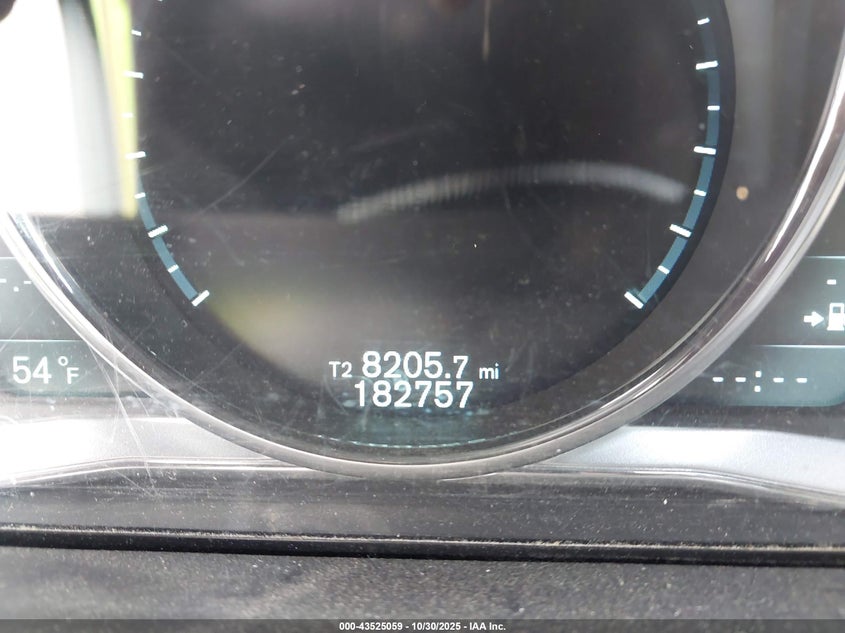 54°F
T2 8205.7 mi
182757
--:--
000-43525059 - 10/30/2025 - IAA Inc.